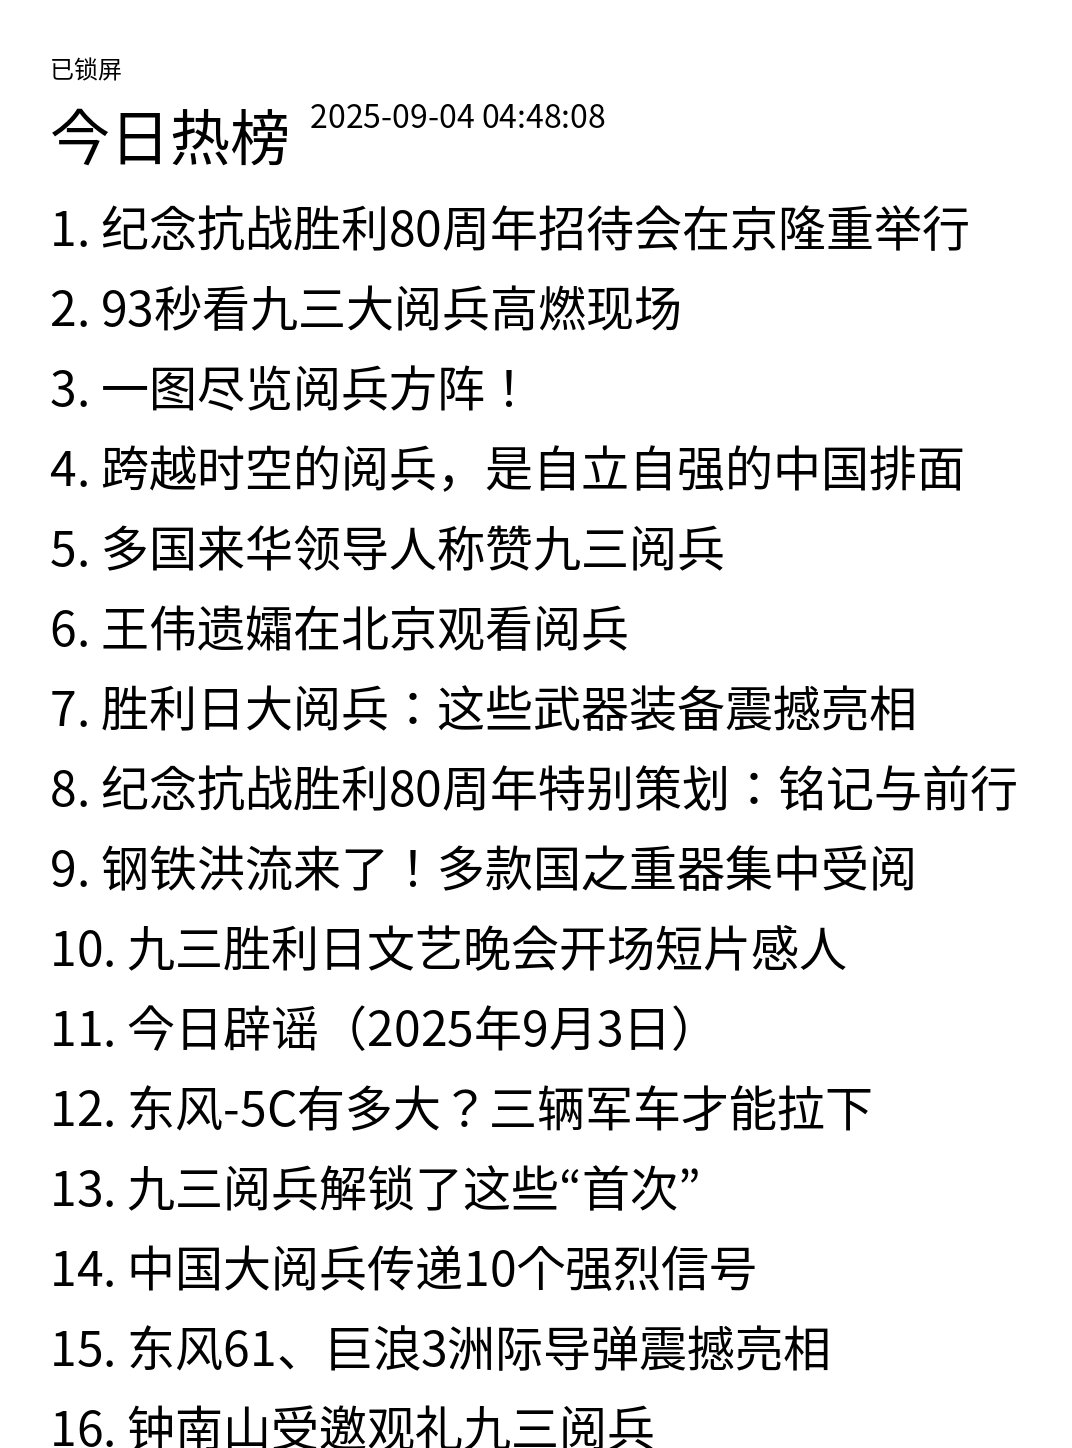 已锁屏
今日热榜 2025-09-04 04:48:08
1. 纪念抗战胜利80周年招待会在京隆重举行
2. 93秒看九三大阅兵高燃现场
3. 一图尽览阅兵方阵！
4. 跨越时空的阅兵，是自立自强的中国排面
5. 多国来华领导人称赞九三阅兵
6. 王伟遗孀在北京观看阅兵
7. 胜利日大阅兵：这些武器装备震撼亮相
8. 纪念抗战胜利80周年特别策划：铭记与前行
9. 钢铁洪流来了！多款国之重器集中受阅
10. 九三胜利日文艺晚会开场短片感人
11. 今日辟谣（2025年9月3日）
12. 东风-5C有多大？三辆军车才能拉下
13. 九三阅兵解锁了这些“首次”
14. 中国大阅兵传递10个强烈信号
15. 东风61、巨浪3洲际导弹震撼亮相
16. 钟南山受邀观礼九三阅兵